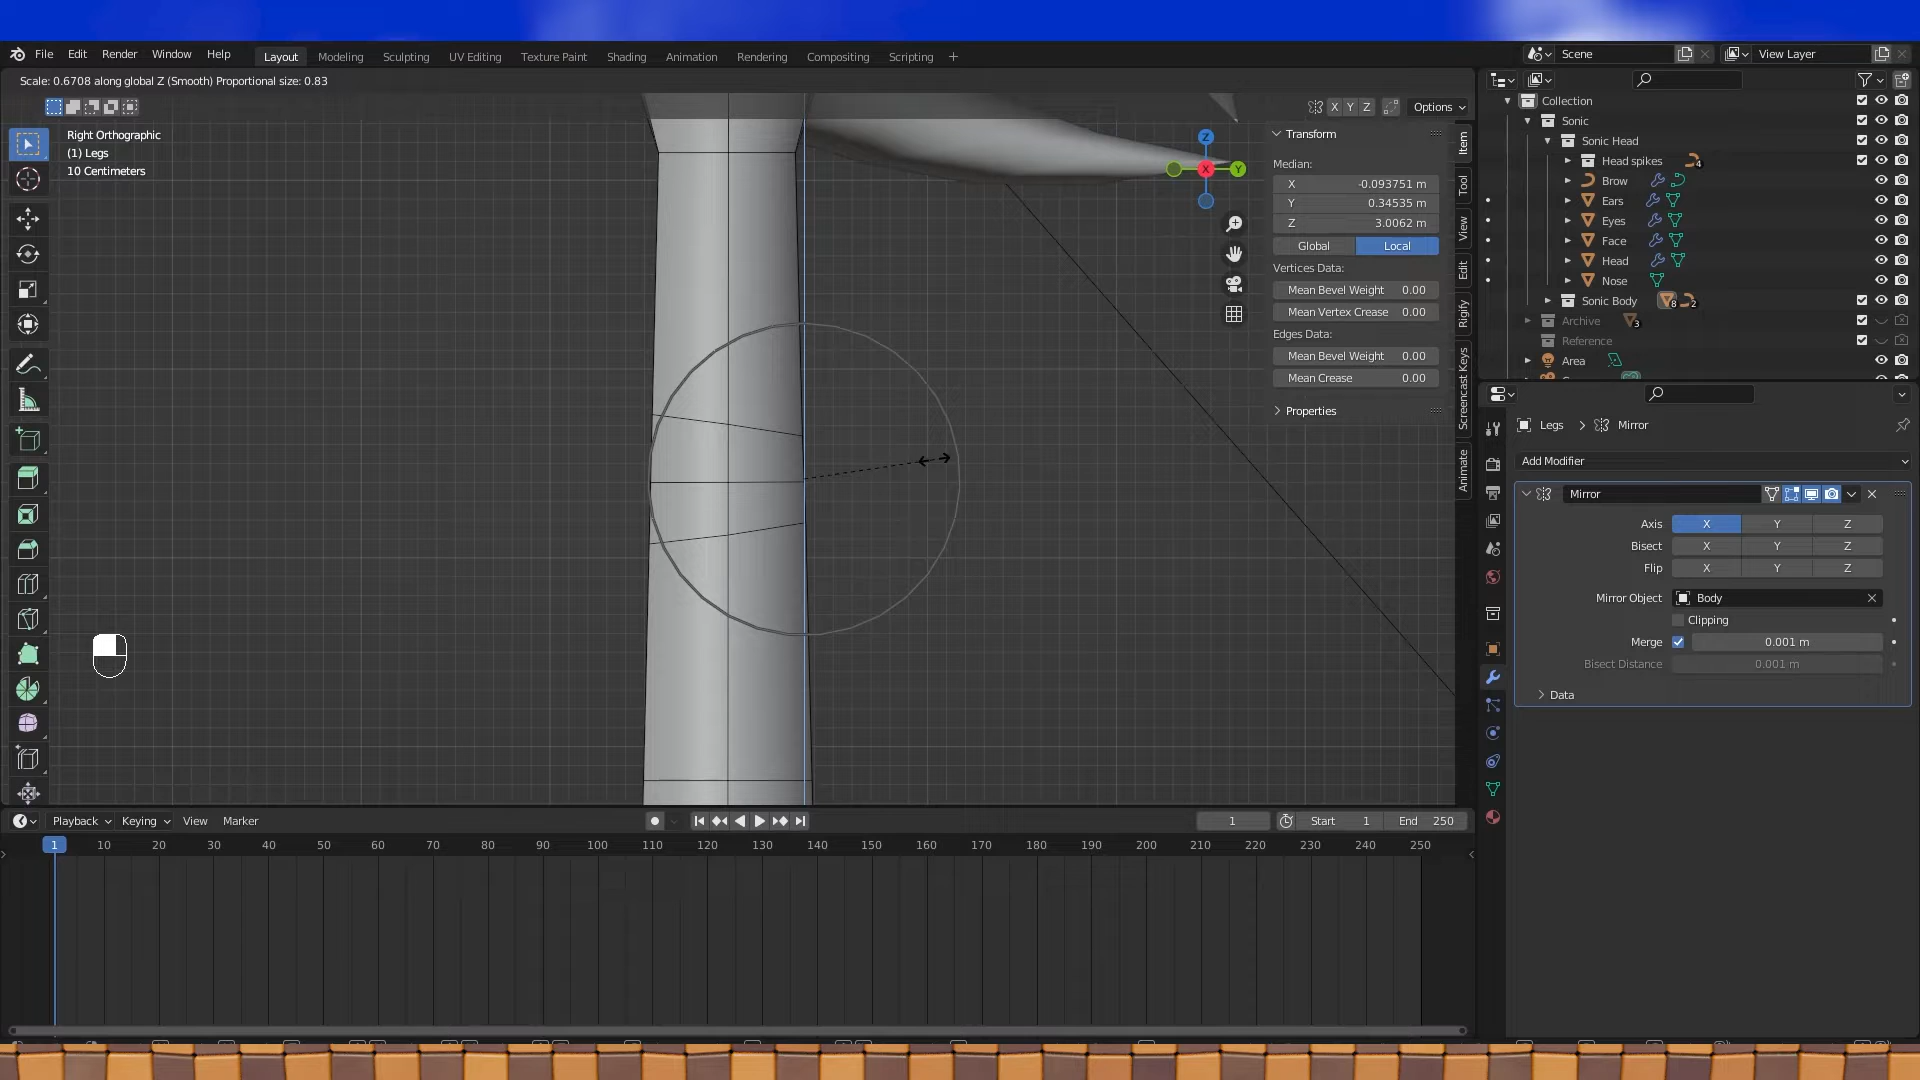 File Edit Render Window Help Layout Modeling Sculpting UV Editing Texture Paint Shading Animation Rendering Compositing Scripting + Scene View Layer
Scale: 0.6708 along global Z (Smooth) Proportional size: 0.83
X Y Z Options
Right Orthographic
(1) Legs
10 Centimeters
Z
X
Y
Transform
Median:
X -0.093751 m
Y 0.34535 m
Z 3.0062 m
Global Local
Vertices Data:
Mean Bevel Weight 0.00
Mean Vertex Crease 0.00
Edges Data:
Mean Bevel Weight 0.00
Mean Crease 0.00
Properties
Item
Tool
View
Edit
Rigify
Screencast Keys
Animate
Collection
Sonic
Sonic Head
Head spikes 4
Brow
Ears
Eyes
Face
Head
Nose
Sonic Body 8 2
Archive 3
Reference
Area
Legs Mirror
Add Modifier
Mirror
Axis X Y Z
Bisect X Y Z
Flip X Y Z
Mirror Object Body
Clipping
Merge 0.001 m
Bisect Distance 0.001 m
Data
Playback Keying View Marker 1 Start 1 End 250
1 10 20 30 40 50 60 70 80 90 100 110 120 130 140 150 160 170 180 190 200 210 220 230 240 250